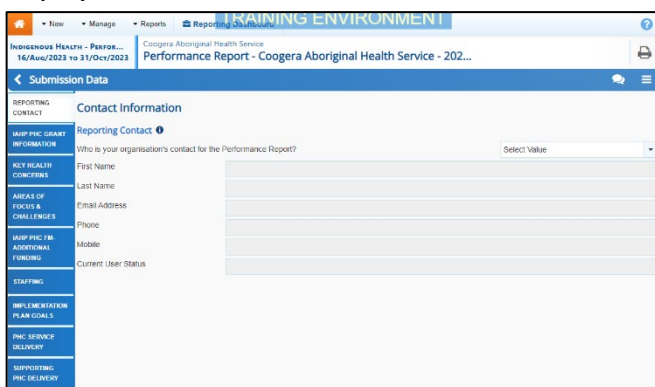 TRAINING ENVIRONMENT
New Manage Reports Reporting Dashboard
INDIGENOUS HEALTH - PERFOR...
16/AUG/2023 TO 31/OCT/2023
Coogera Aboriginal Health Service
Performance Report - Coogera Aboriginal Health Service - 202...
Submission Data
REPORTING
CONTACT
IAHP PHC GRANT
INFORMATION
KEY HEALTH
CONCERNS
AREAS OF
FOCUS &
CHALLENGES
IAHP PHC FM-
ADDITIONAL
FUNDING
STAFFING
IMPLEMENTATION
PLAN GOALS
PHC SERVICE
DELIVERY
SUPPORTING
PHC DELIVERY
Contact Information
Reporting Contact
Who is your organisation's contact for the Performance Report? Select Value
First Name
Last Name
Email Address
Phone
Mobile
Current User Status